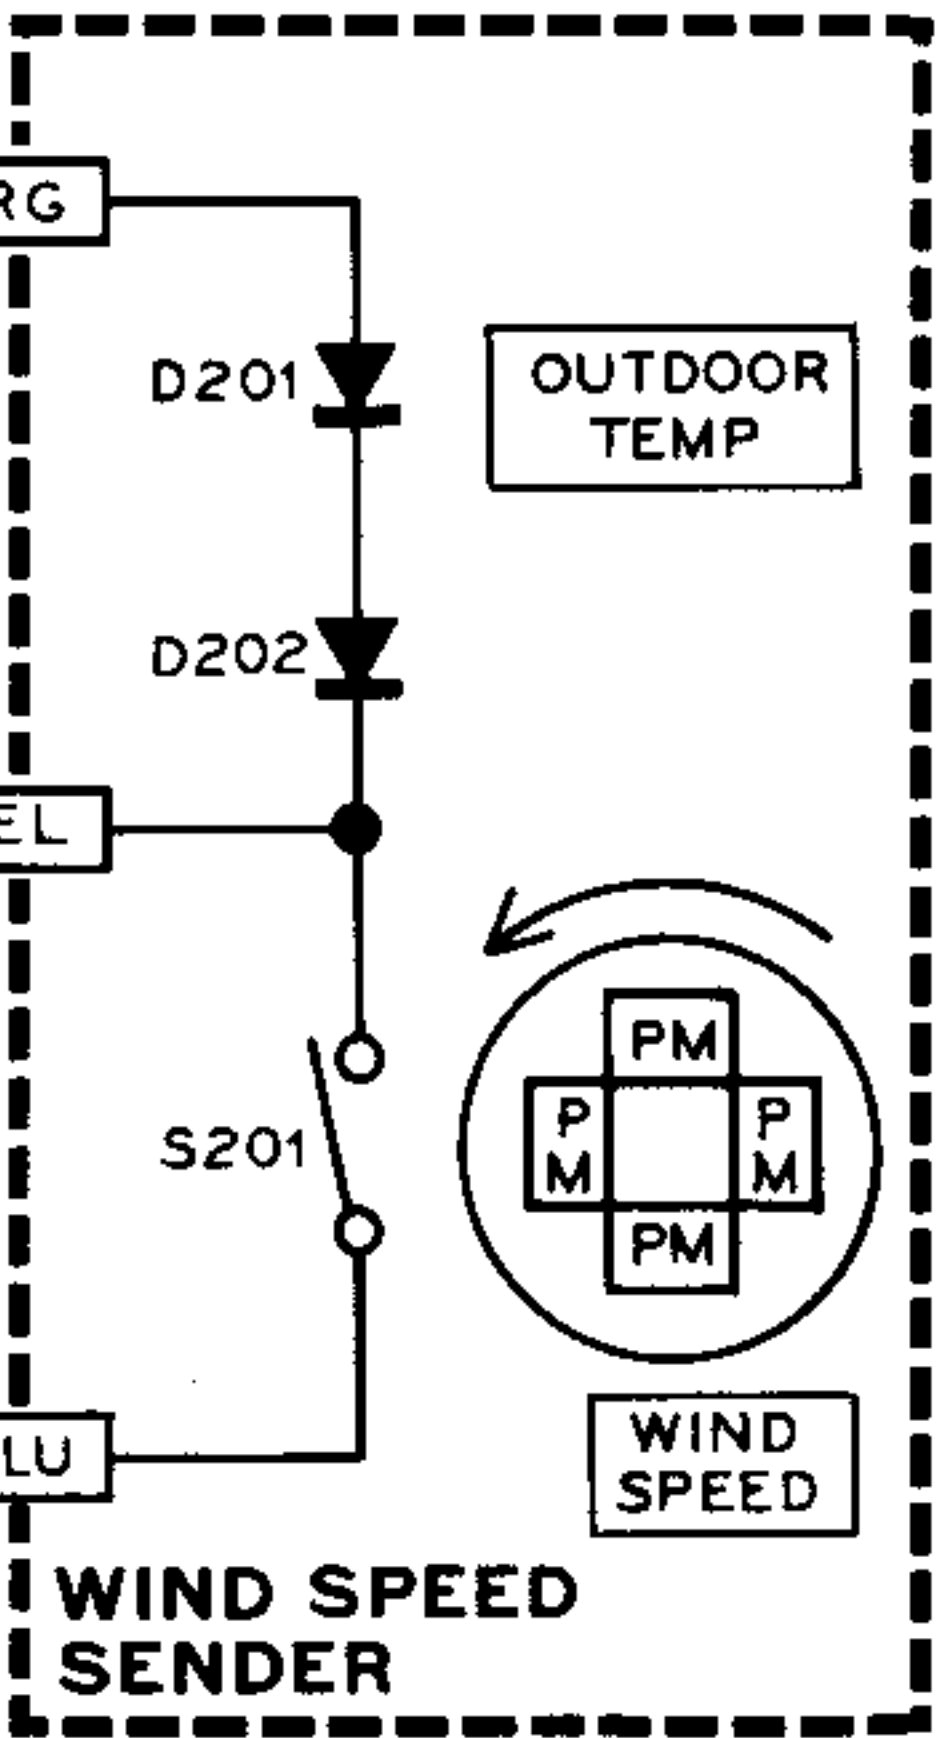 RG
D201
OUTDOOR
TEMP
D202
EL
PM
P
M
P
M
S201
PM
LU
WIND
SPEED
WIND SPEED
SENDER